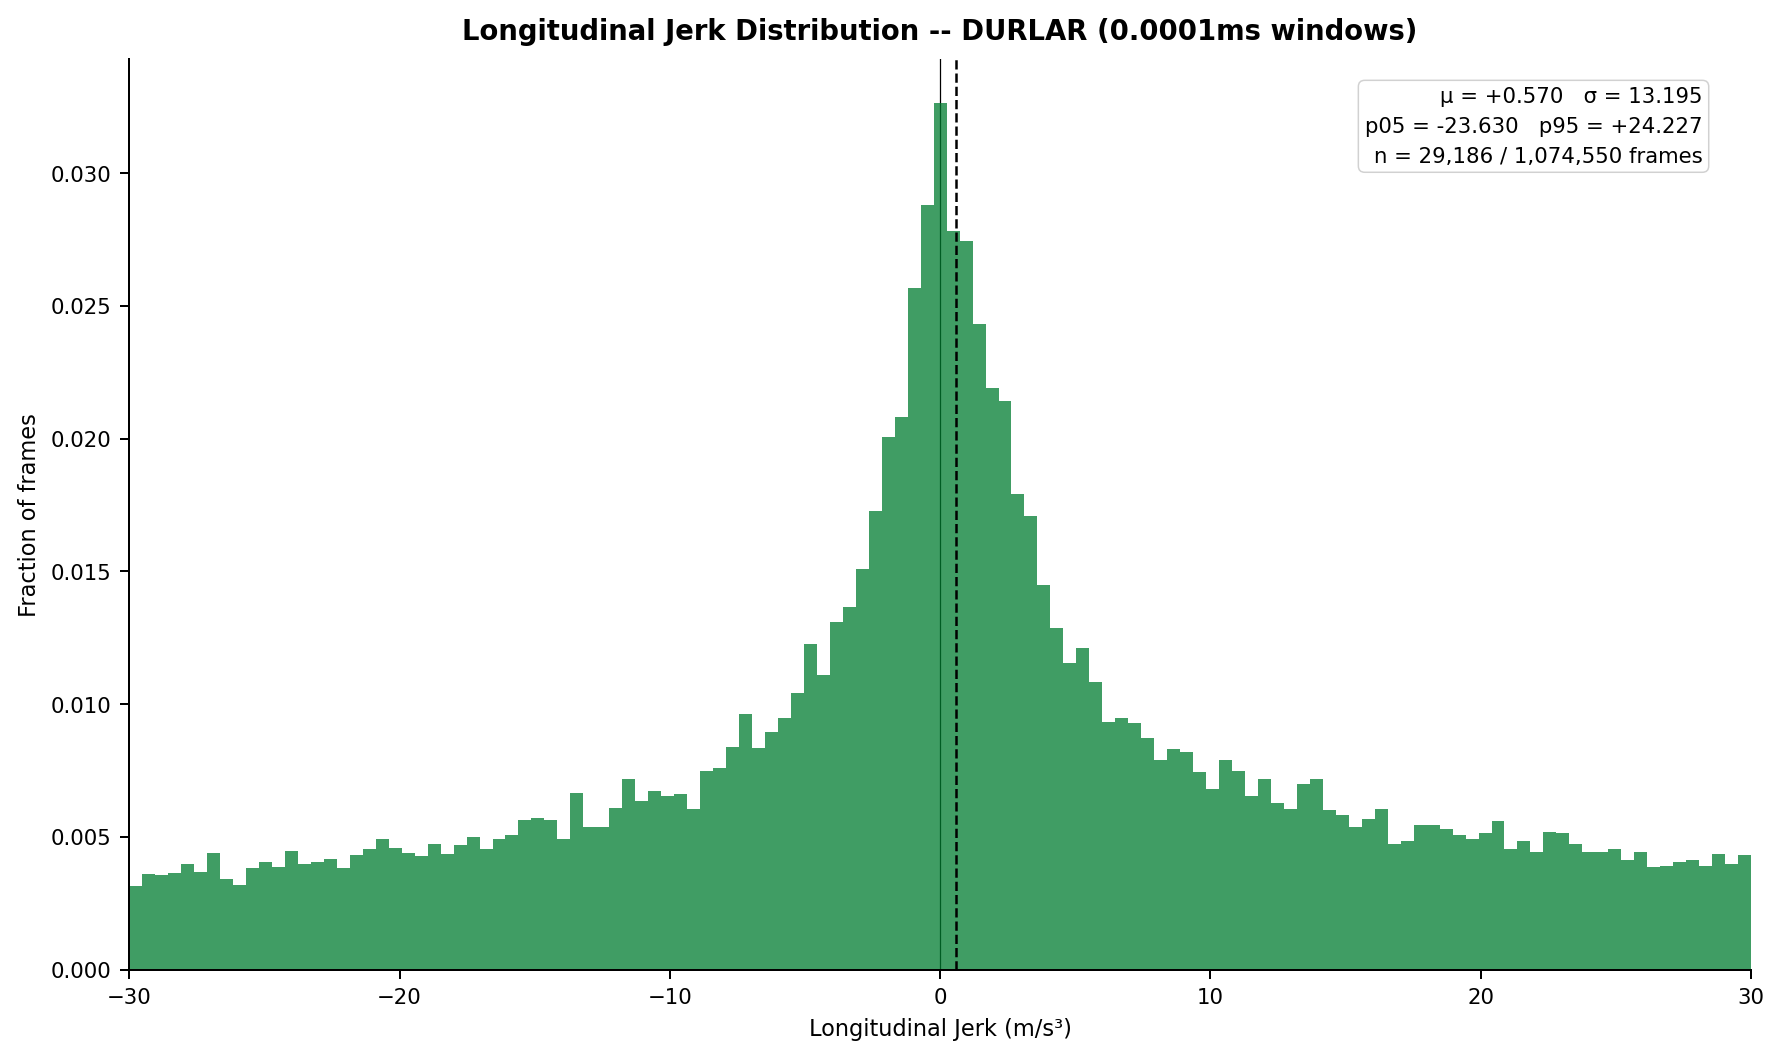 Longitudinal Jerk Distribution -- DURLAR (0.0001ms windows)
μ = +0.570   σ = 13.195
p05 = -23.630   p95 = +24.227
n = 29,186 / 1,074,550 frames
Fraction of frames
0.030
0.025
0.020
0.015
0.010
0.005
0.000
−30
−20
−10
0
10
20
30
Longitudinal Jerk (m/s³)